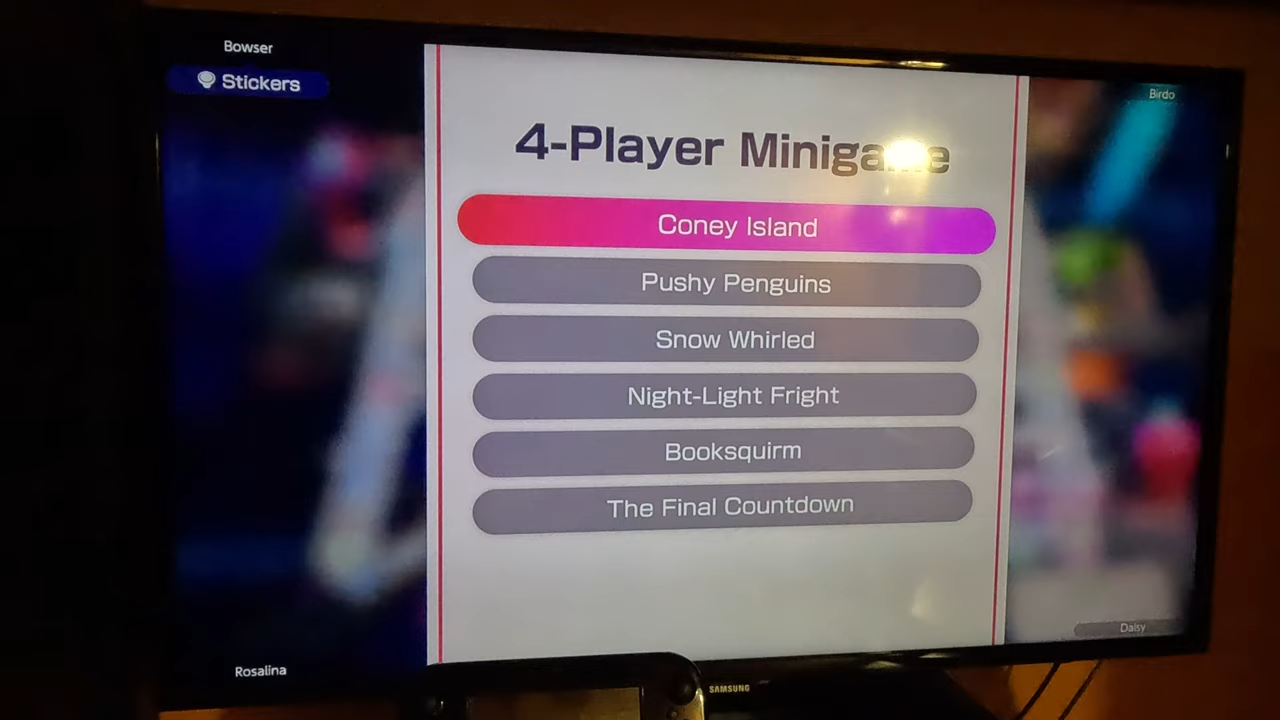 Bowser
Stickers
Birdo
4-Player Minigame
Coney Island
Pushy Penguins
Snow Whirled
Night-Light Fright
Booksquirm
The Final Countdown
Daisy
Rosalina
SAMSUNG